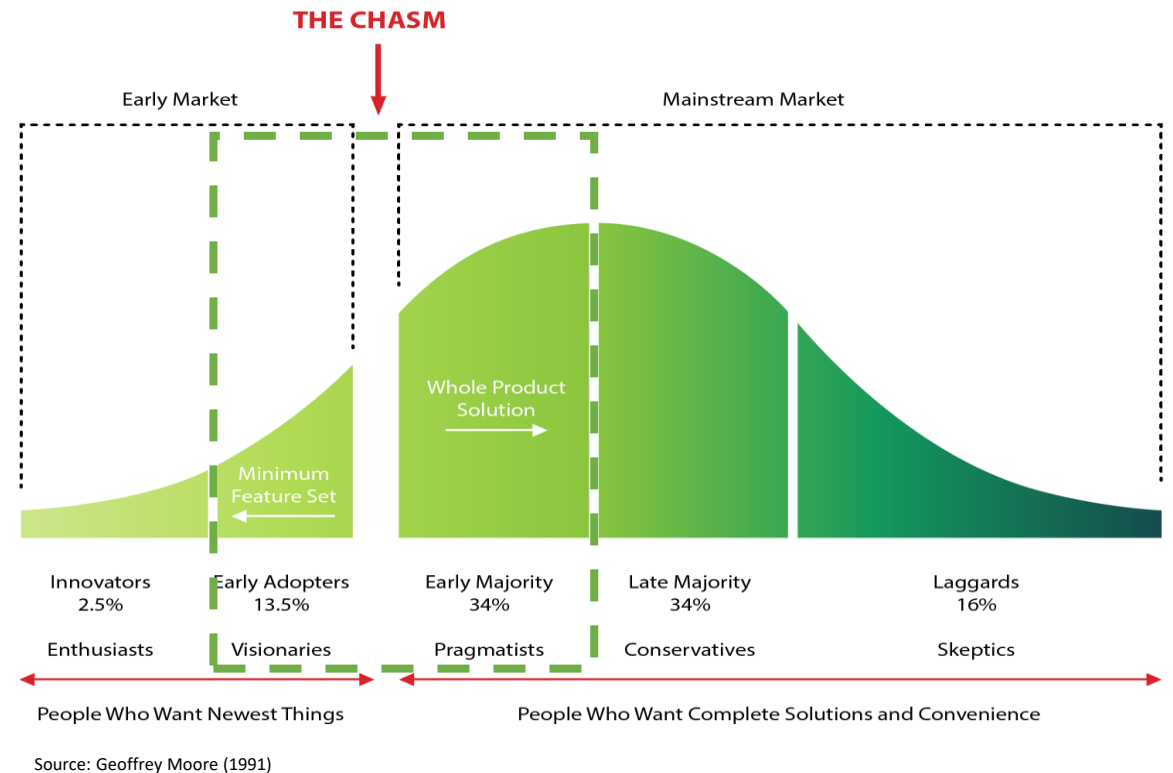 THE CHASM
Early Market
Mainstream Market
Whole Product
Solution
Minimum
Feature Set
Innovators
2.5%
Early Adopters
13.5%
Early Majority
34%
Late Majority
34%
Laggards
16%
Enthusiasts
Visionaries
Pragmatists
Conservatives
Skeptics
People Who Want Newest Things
People Who Want Complete Solutions and Convenience
Source: Geoffrey Moore (1991)